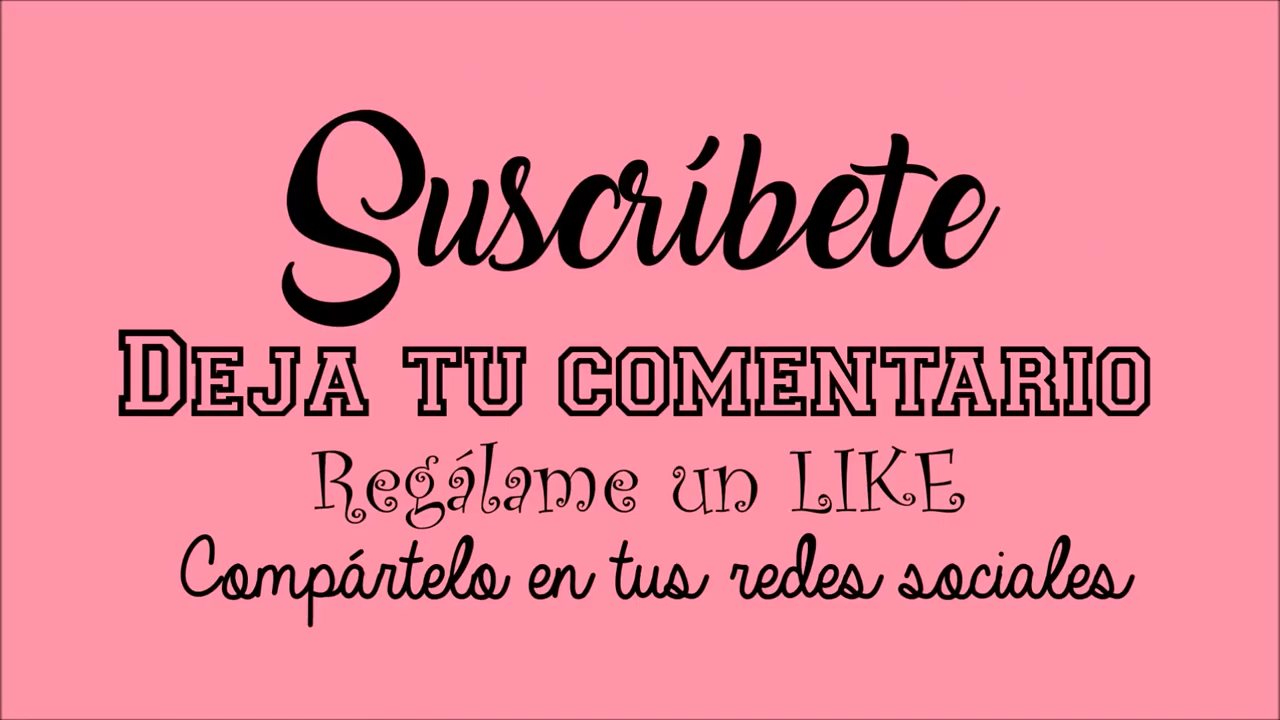 Suscríbete
DEJA TU COMENTARIO
Regálame un LIKE
Compártelo en tus redes sociales